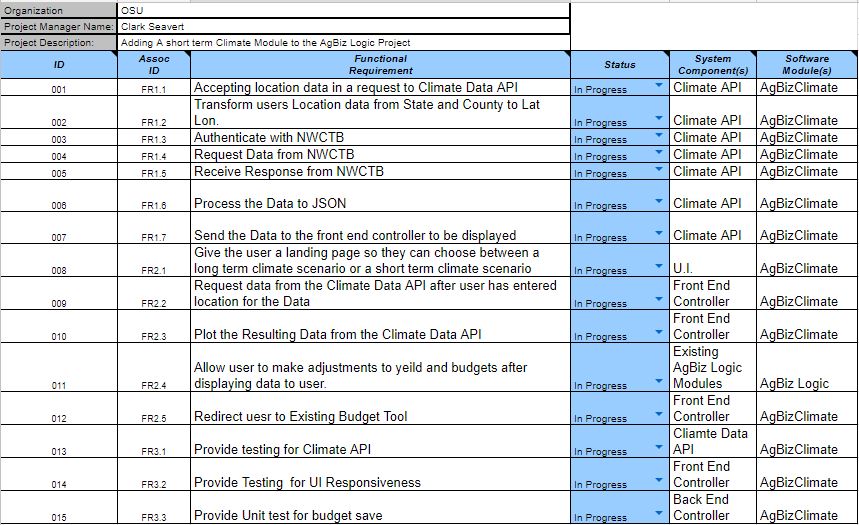 Organization OSU
Project Manager Name: Clark Seavert
Project Description: Adding A short term Climate Module to the AgBiz Logic Project
ID Assoc ID Functional Requirement Status System Component(s) Software Module(s)
001 FR1.1 Accepting location data in a request to Climate Data API In Progress Climate API AgBizClimate
Transform users Location data from State and County to Lat
002 FR1.2 Lon. In Progress Climate API AgBizClimate
003 FR1.3 Authenticate with NWCTB In Progress Climate API AgBizClimate
004 FR1.4 Request Data from NWCTB In Progress Climate API AgBizClimate
005 FR1.5 Receive Response from NWCTB In Progress Climate API AgBizClimate
006 FR1.6 Process the Data to JSON In Progress Climate API AgBizClimate
007 FR1.7 Send the Data to the front end controller to be displayed In Progress Climate API AgBizClimate
Give the user a landing page so they can choose between a
008 FR2.1 long term climate scenario or a short term climate scenario In Progress U.I. AgBizClimate
Request data from the Climate Data API after user has entered Front End
009 FR2.2 location for the Data In Progress Controller AgBizClimate
Front End
010 FR2.3 Plot the Resulting Data from the Climate Data API In Progress Controller AgBizClimate
Existing
Allow user to make adjustments to yeild and budgets after AgBiz Logic
011 FR2.4 displaying data to user. In Progress Modules AgBiz Logic
Front End
012 FR2.5 Redirect uesr to Existing Budget Tool In Progress Controller AgBizClimate
Cliamte Data
013 FR3.1 Provide testing for Climate API In Progress API AgBizClimate
Front End
014 FR3.2 Provide Testing for UI Responsiveness In Progress Controller AgBizClimate
Back End
015 FR3.3 Provide Unit test for budget save In Progress Controller AgBizClimate